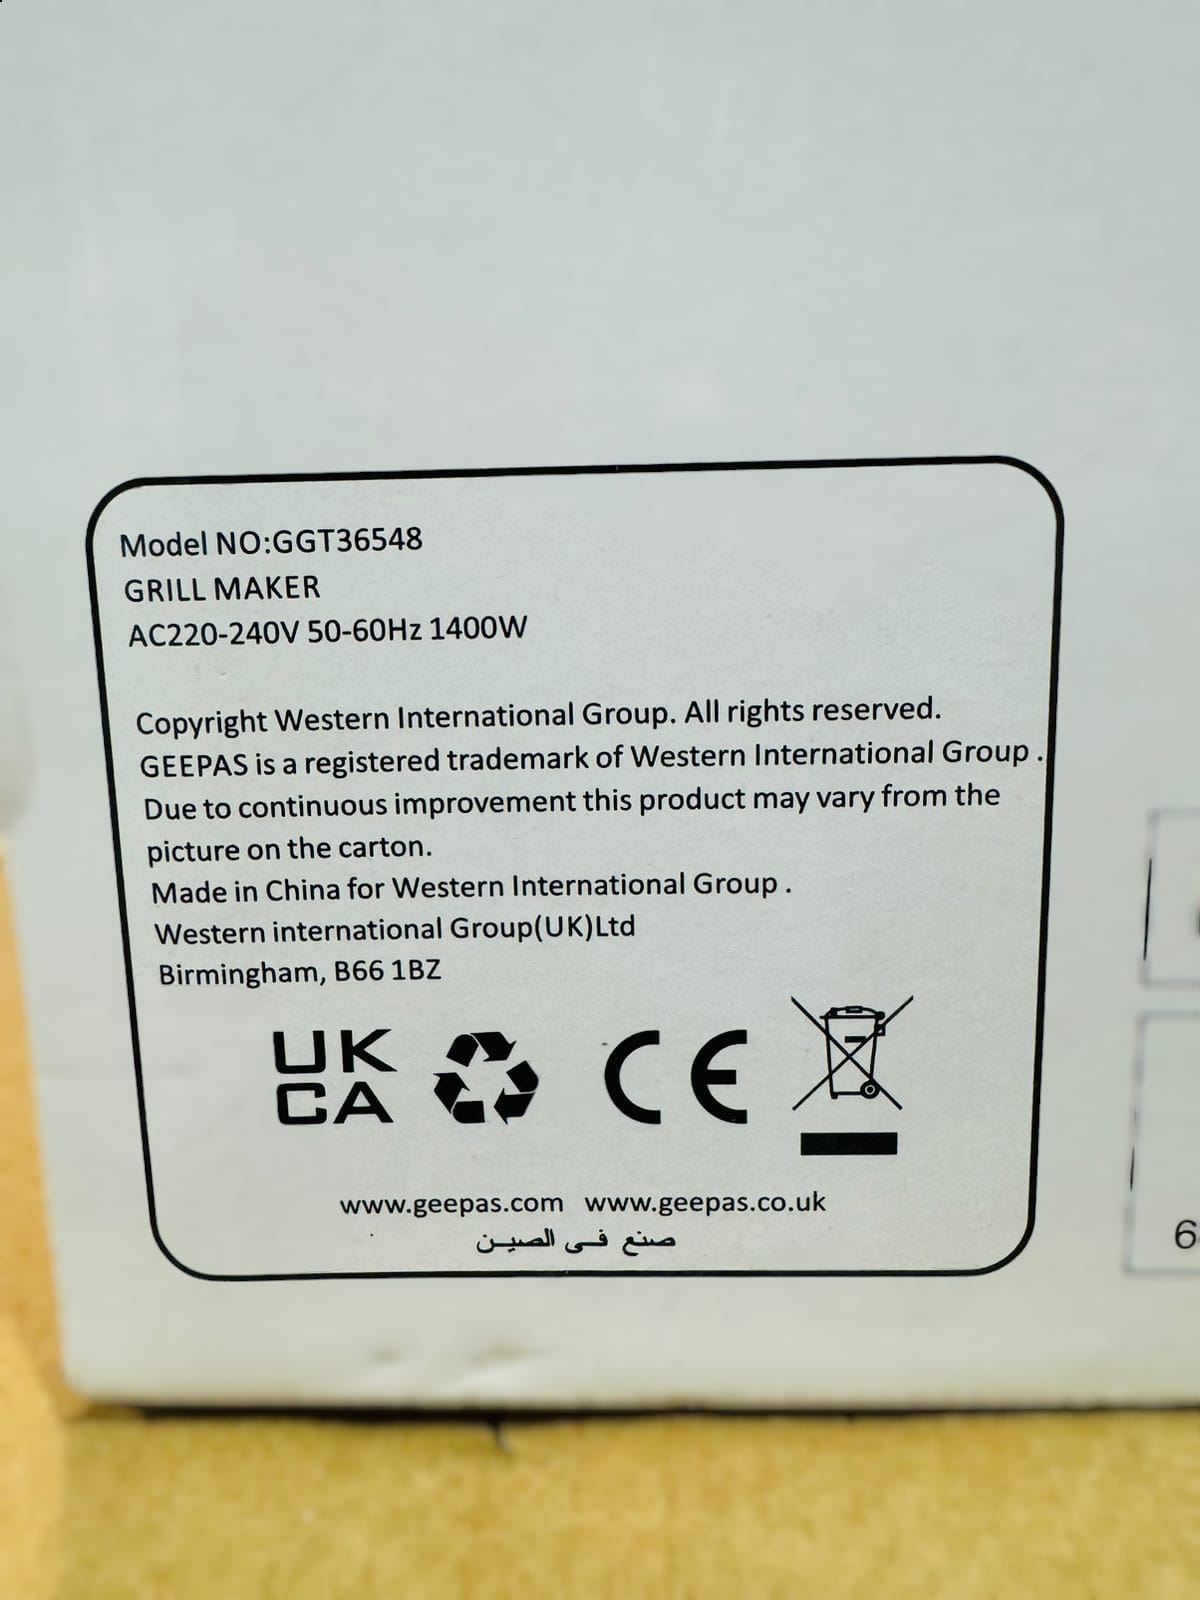 Model NO:GGT36548
GRILL MAKER
AC220-240V 50-60Hz 1400W
Copyright Western International Group. All rights reserved.
GEEPAS is a registered trademark of Western International Group .
Due to continuous improvement this product may vary from the
picture on the carton.
Made in China for Western International Group .
Western international Group(UK)Ltd
Birmingham, B66 1BZ
UK
CA
CE
www.geepas.com www.geepas.co.uk
صنع في الصين
6